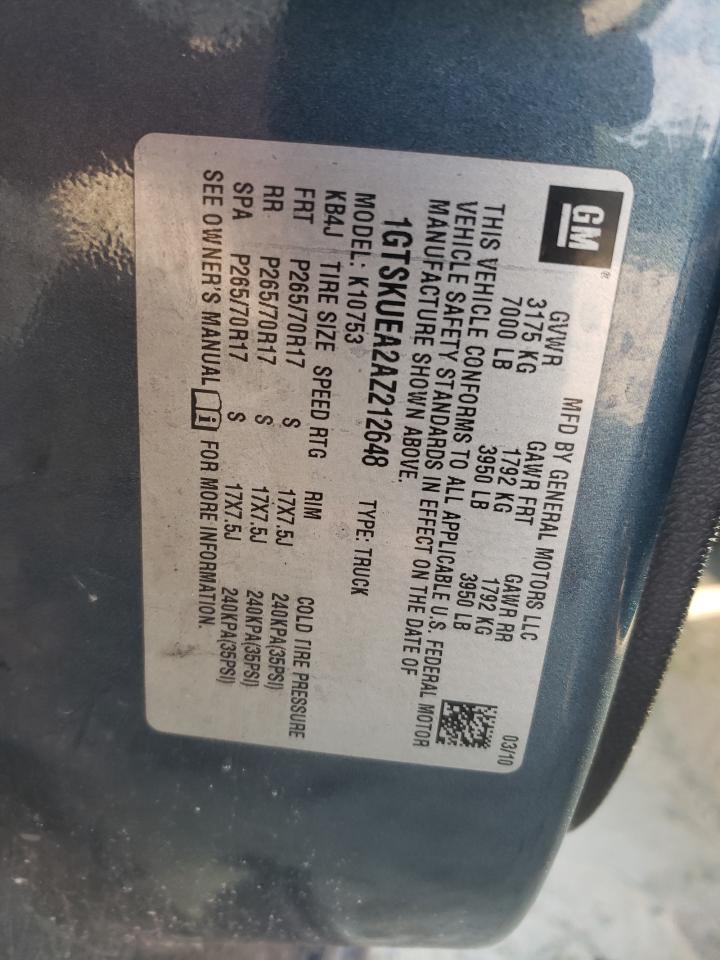 GM®
MFD BY GENERAL MOTORS LLC 03/10
GVWR GAWR FRT GAWR RR
3175 KG 1792 KG 1792 KG
7000 LB 3950 LB 3950 LB
THIS VEHICLE CONFORMS TO ALL APPLICABLE U.S. FEDERAL MOTOR
VEHICLE SAFETY STANDARDS IN EFFECT ON THE DATE OF
MANUFACTURE SHOWN ABOVE.
1GTSKUEA2AZ212648 TYPE: TRUCK
MODEL: K10753
KB4J TIRE SIZE SPEED RTG RIM COLD TIRE PRESSURE
FRT P265/70R17 S 17X7.5J 240KPA(35PSI)
RR P265/70R17 S 17X7.5J 240KPA(35PSI)
SPA P265/70R17 S 17X7.5J 240KPA(35PSI)
SEE OWNER'S MANUAL FOR MORE INFORMATION.